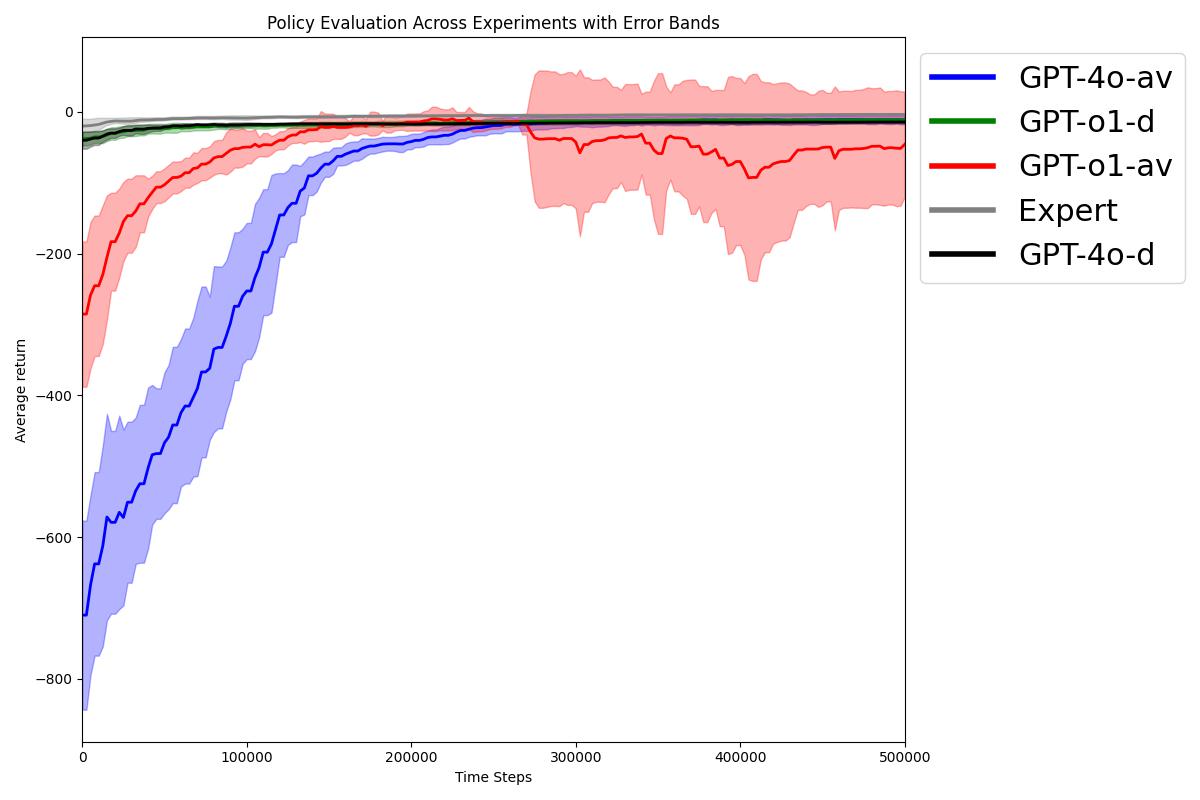 Policy Evaluation Across Experiments with Error Bands
0
−200
−400
−600
−800
Average return
0
100000
200000
300000
400000
500000
Time Steps
GPT-4o-av
GPT-o1-d
GPT-o1-av
Expert
GPT-4o-d